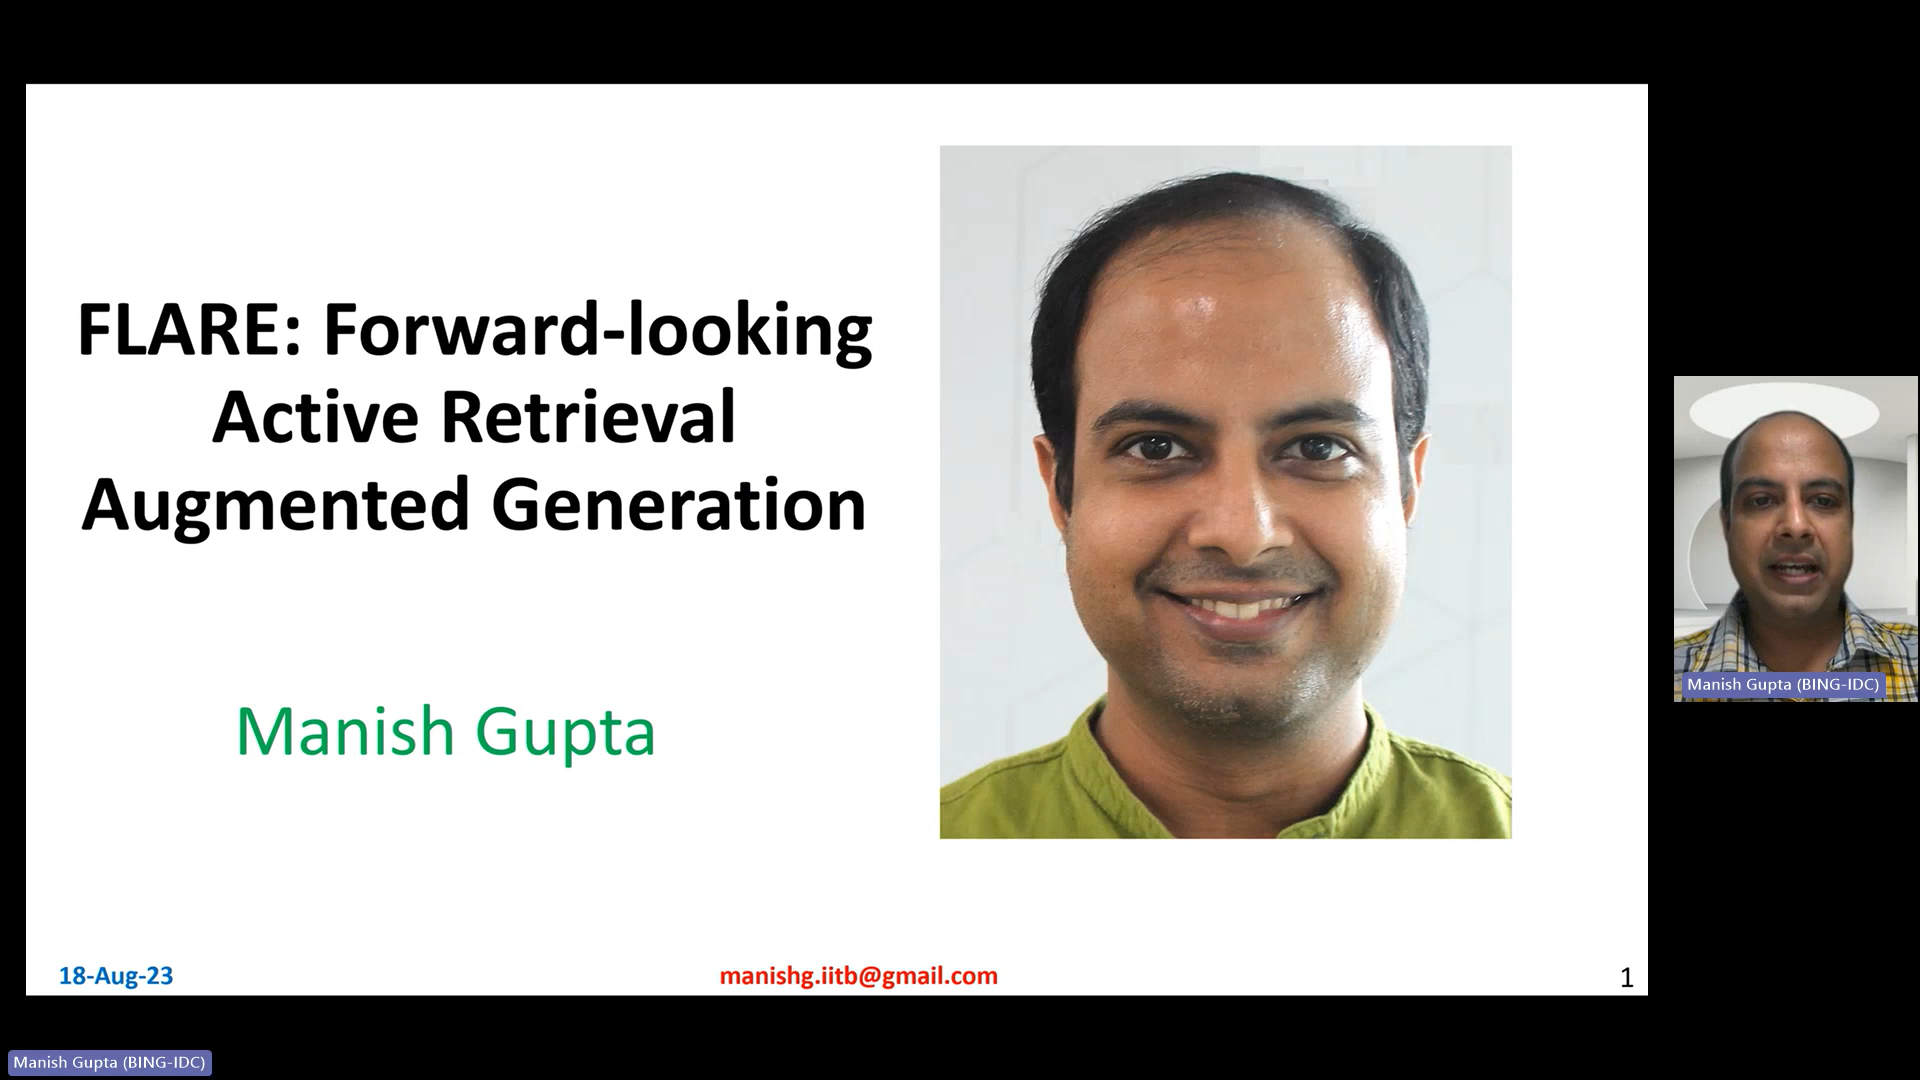 FLARE: Forward-looking
Active Retrieval
Augmented Generation
Manish Gupta
18-Aug-23
manishg.iitb@gmail.com
1
Manish Gupta (BING-IDC)
Manish Gupta (BING-IDC)